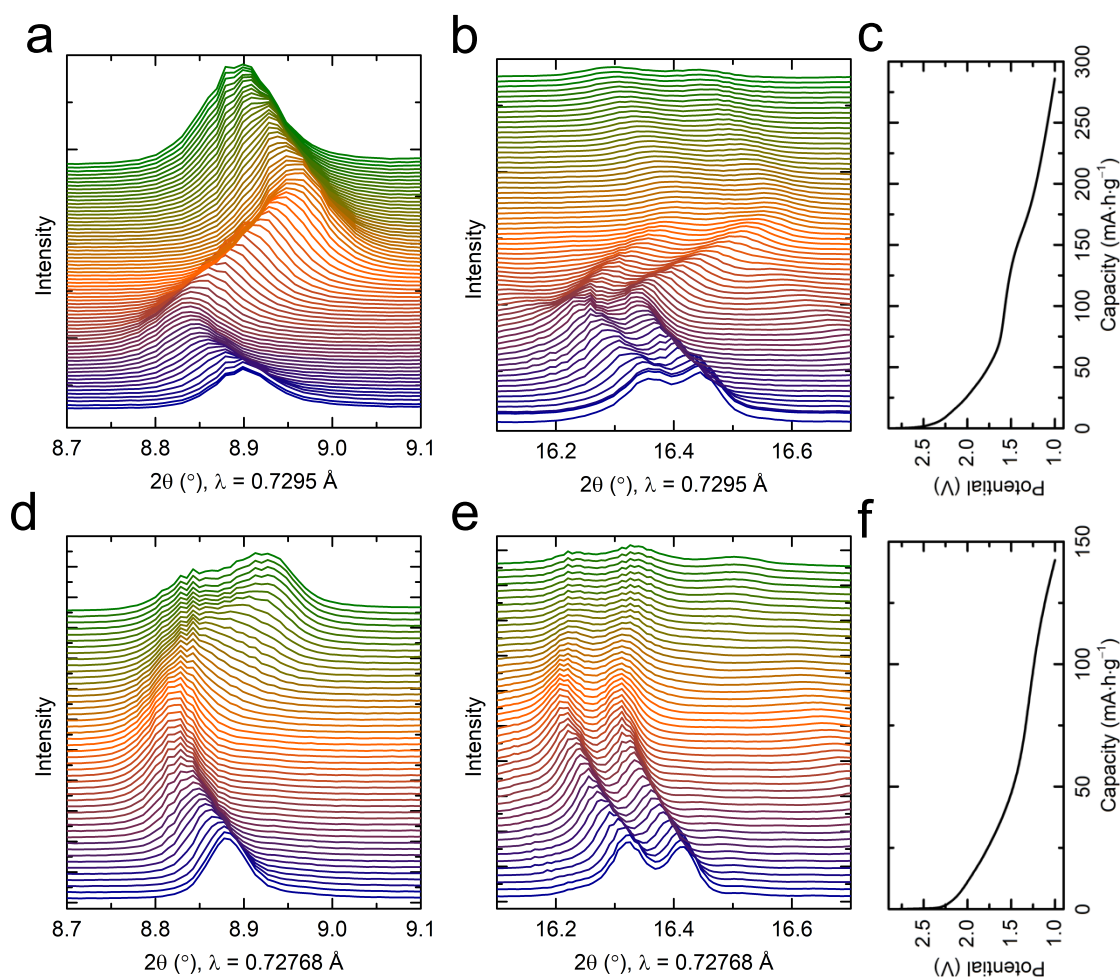 a
b
c
Intensity
8.7 8.8 8.9 9.0 9.1
2θ (°), λ = 0.7295 Å
Intensity
16.2 16.4 16.6
2θ (°), λ = 0.7295 Å
0 50 100 150 200 250 300
Capacity (mA·h·g⁻¹)
2.5 2.0 1.5 1.0
Potential (V)
d
e
f
Intensity
8.7 8.8 8.9 9.0 9.1
2θ (°), λ = 0.72768 Å
Intensity
16.2 16.4 16.6
2θ (°), λ = 0.72768 Å
0 50 100 150
Capacity (mA·h·g⁻¹)
2.5 2.0 1.5 1.0
Potential (V)